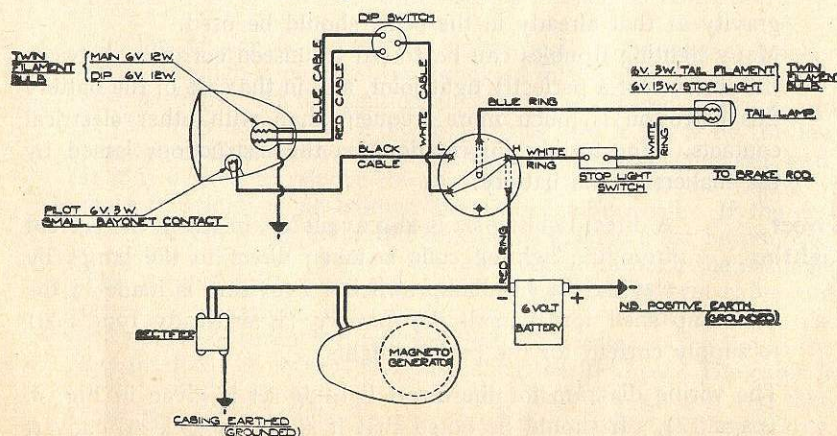 DIP SWITCH
TWIN FILAMENT BULB.
MAIN 6V. 12W.
DIP 6V. 12W.
BLUE CABLE
RED CABLE
WHITE CABLE
6V. 3W. TAIL FILAMENT
6V. 15W STOP LIGHT
TWIN FILAMENT BULB.
BLUE RING
TAIL LAMP.
WHITE RING
BLACK CABLE
L
H
WHITE RING
STOP LIGHT SWITCH
TO BRAKE ROD.
PILOT 6V. 3W
SMALL BAYONET CONTACT
RED RING
-
+
6 VOLT BATTERY
N.B. POSITIVE EARTH.
(GROUNDED)
RECTIFIER
MAGNETO GENERATOR
CASING EARTHED
(GROUNDED)